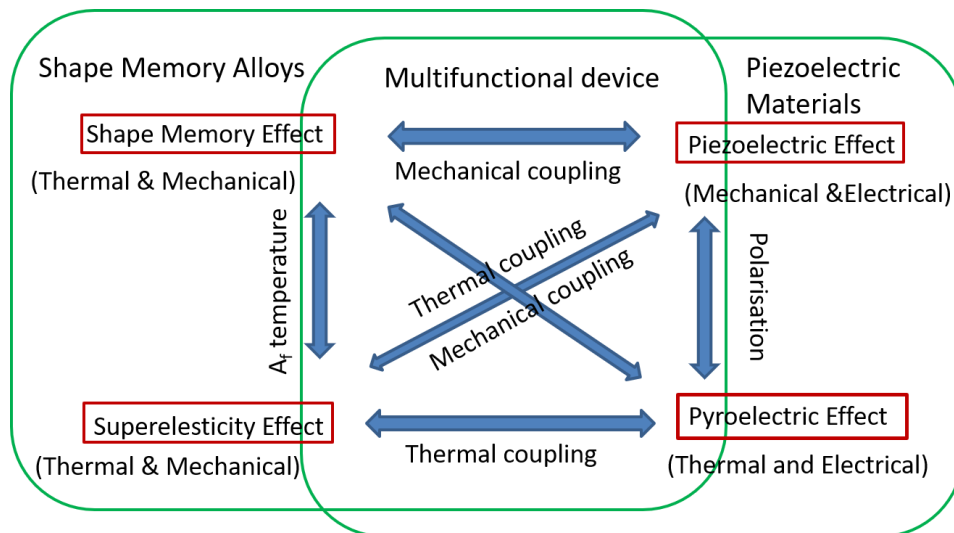 Shape Memory Alloys
Multifunctional device
Piezoelectric
Materials
Shape Memory Effect
Piezoelectric Effect
(Thermal & Mechanical)
Mechanical coupling
(Mechanical &Electrical)
A_f temperature
Thermal coupling
Mechanical coupling
Polarisation
Superelesticity Effect
Pyroelectric Effect
(Thermal & Mechanical)
Thermal coupling
(Thermal and Electrical)